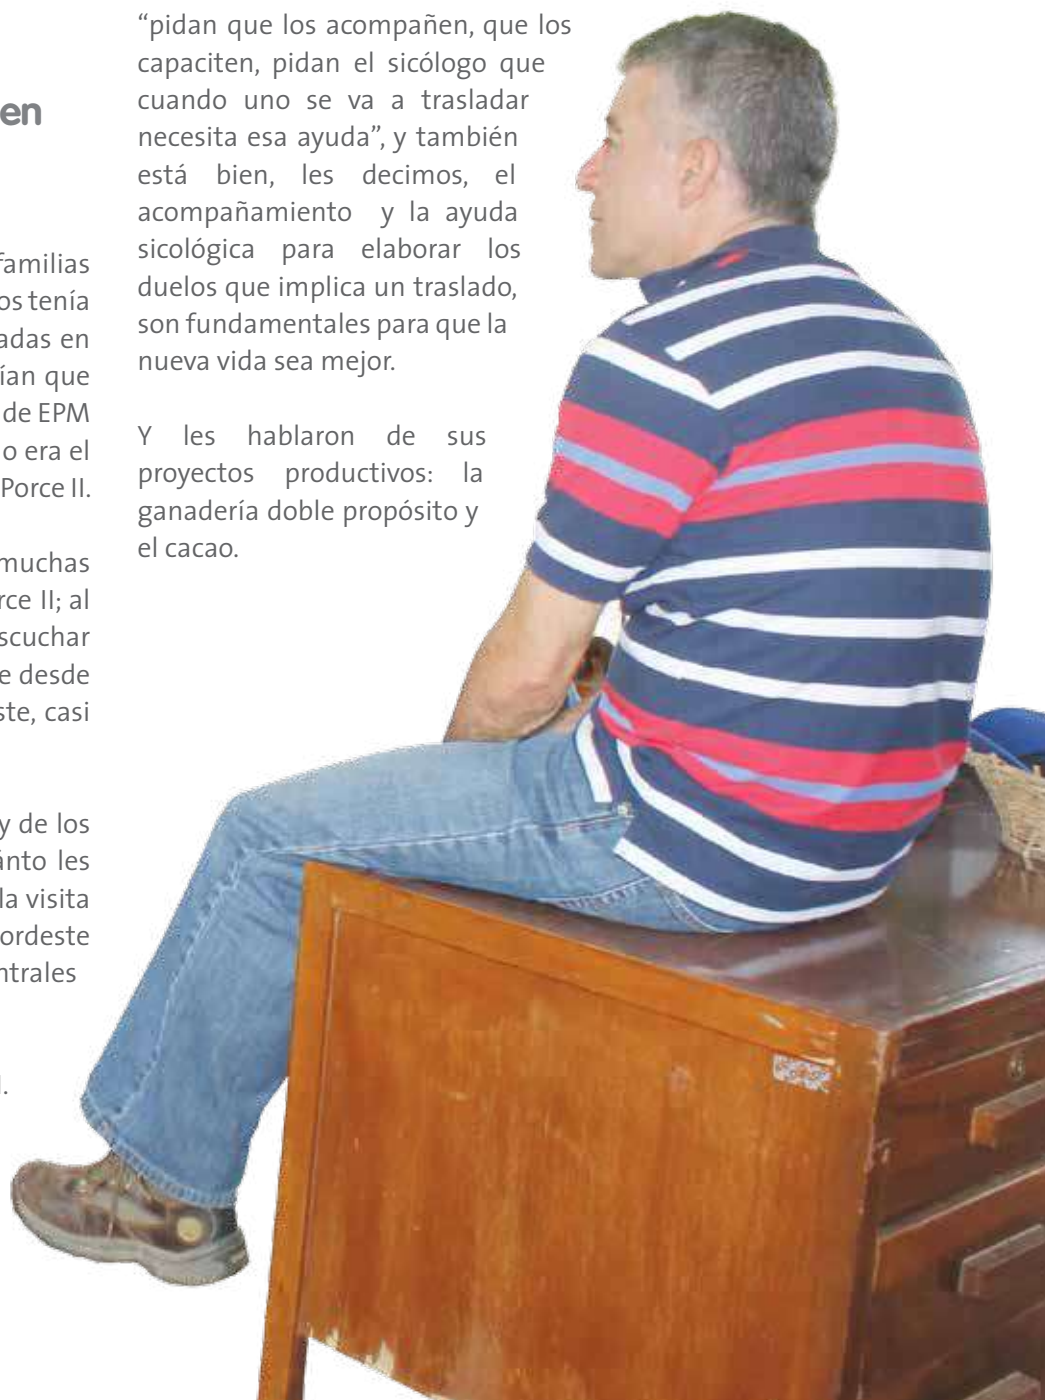 en
familias
os tenía
adas en
ían que
de EPM
o era el
Porce II.
muchas
rce II; al
scuchar
e desde
ste, casi
y de los
ánto les
la visita
ordeste
ntrales
“pidan que los acompañen, que los
capaciten, pidan el sicólogo que
cuando uno se va a trasladar
necesita esa ayuda”, y también
está bien, les decimos, el
acompañamiento y la ayuda
sicológica para elaborar los
duelos que implica un traslado,
son fundamentales para que la
nueva vida sea mejor.
Y les hablaron de sus
proyectos productivos: la
ganadería doble propósito y
el cacao.